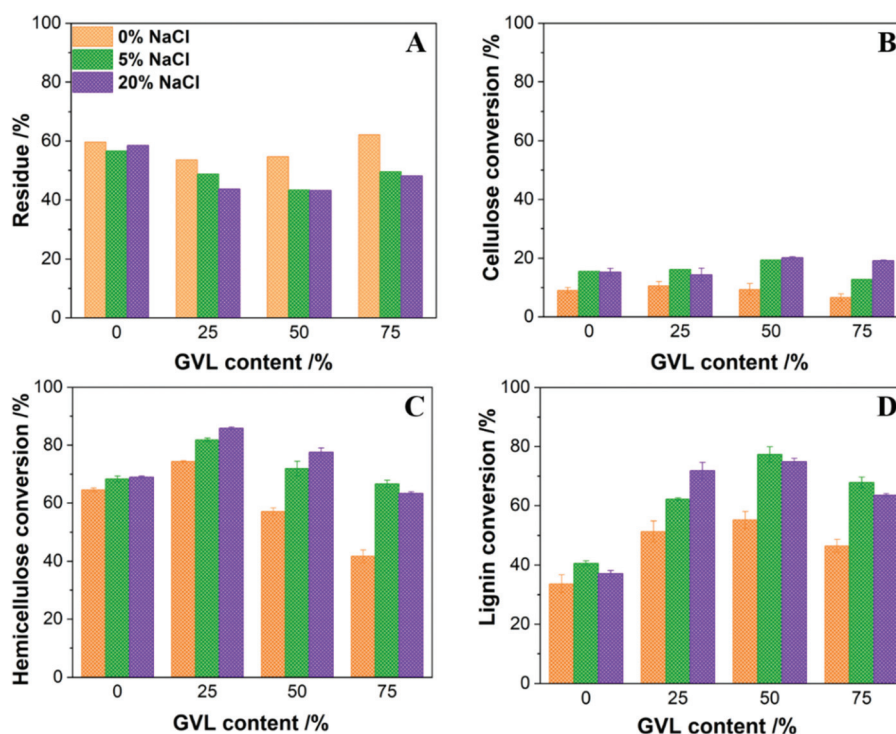 A
0% NaCl
5% NaCl
20% NaCl
Residue /%
100
80
60
40
20
0
0 25 50 75
GVL content /%
B
Cellulose conversion /%
100
80
60
40
20
0
0 25 50 75
GVL content /%
C
Hemicellulose conversion /%
100
80
60
40
20
0
0 25 50 75
GVL content /%
D
Lignin conversion /%
100
80
60
40
20
0
0 25 50 75
GVL content /%